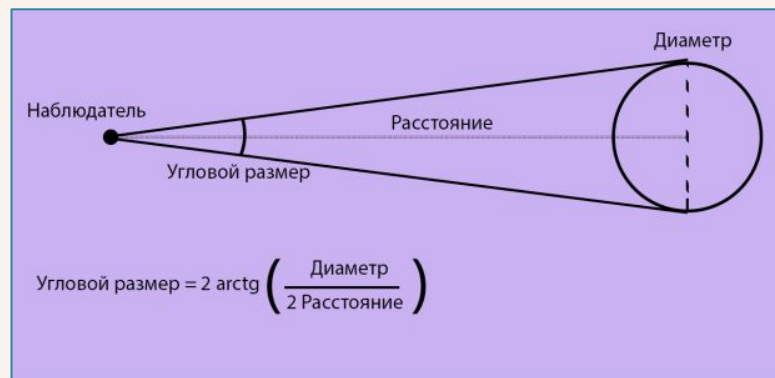 Диаметр
Наблюдатель
Расстояние
Угловой размер
Угловой размер = 2 arctg ( Диаметр / 2 Расстояние )